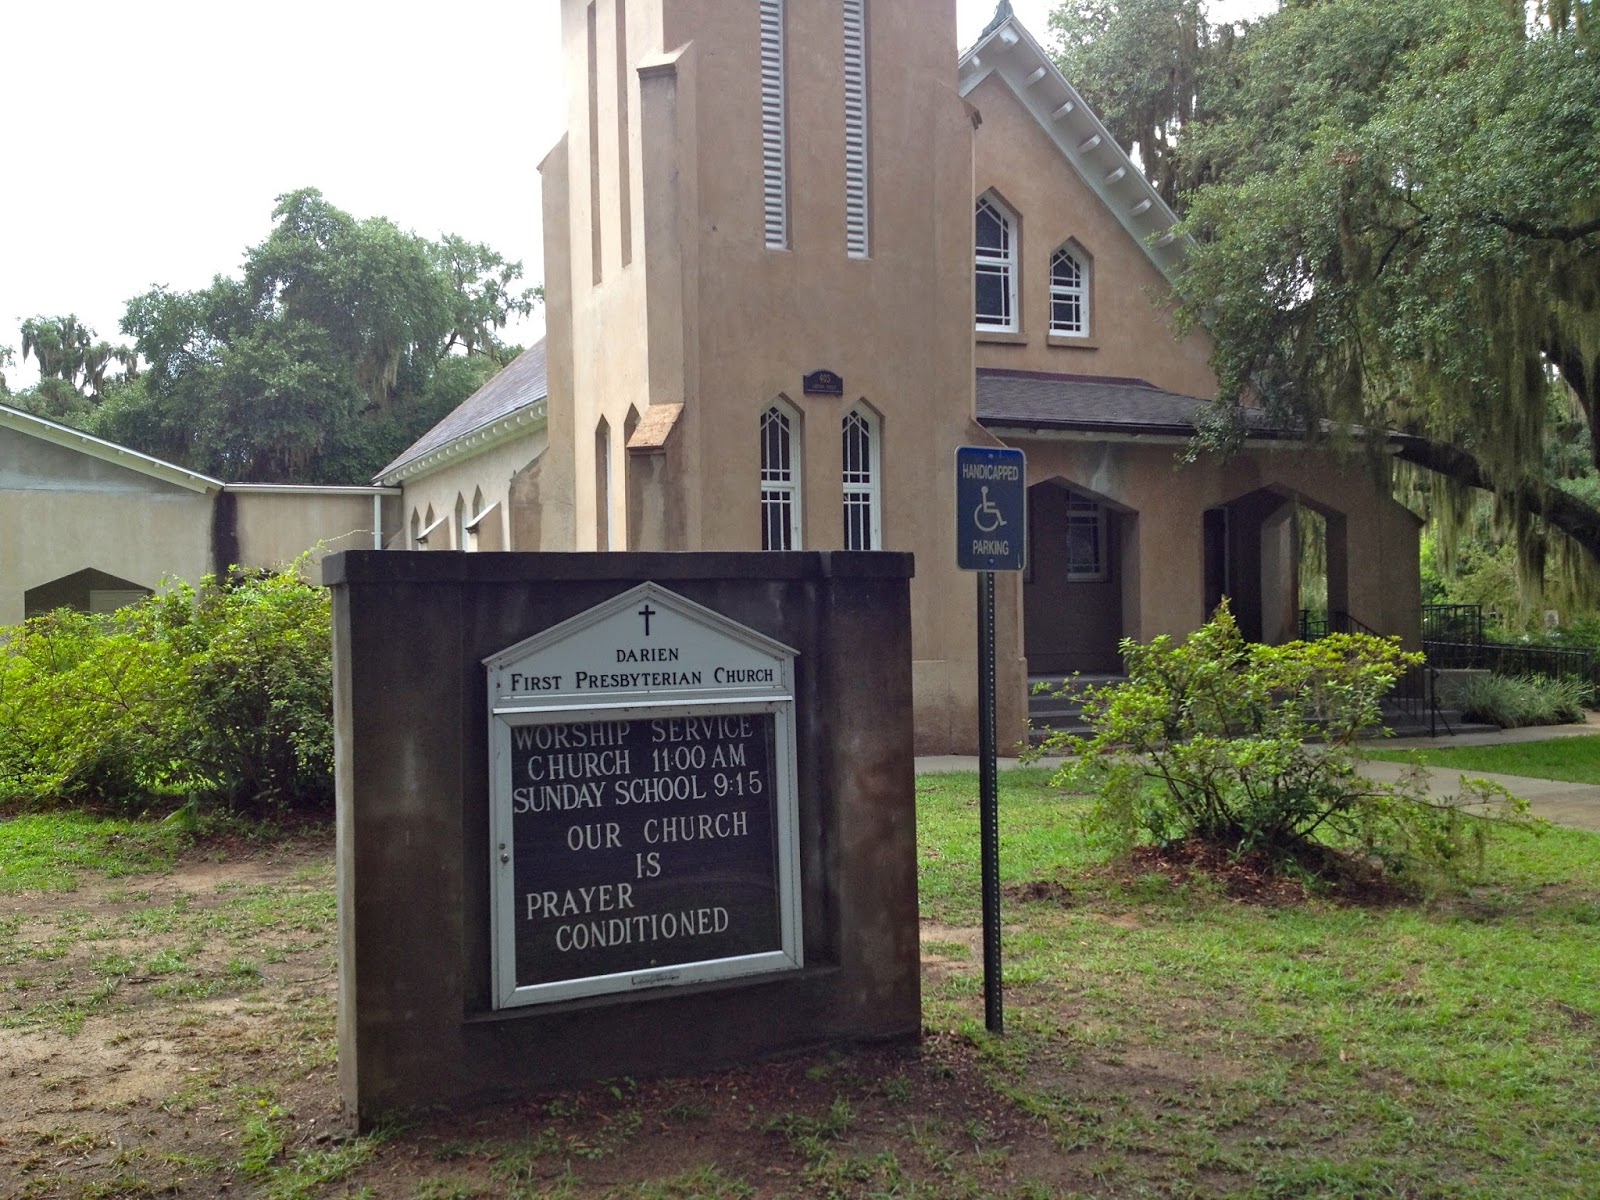 403
HANDICAPPED
PARKING
DARIEN
FIRST PRESBYTERIAN CHURCH
WORSHIP SERVICE
CHURCH 11:00 AM
SUNDAY SCHOOL 9:15
OUR CHURCH
IS
PRAYER
CONDITIONED